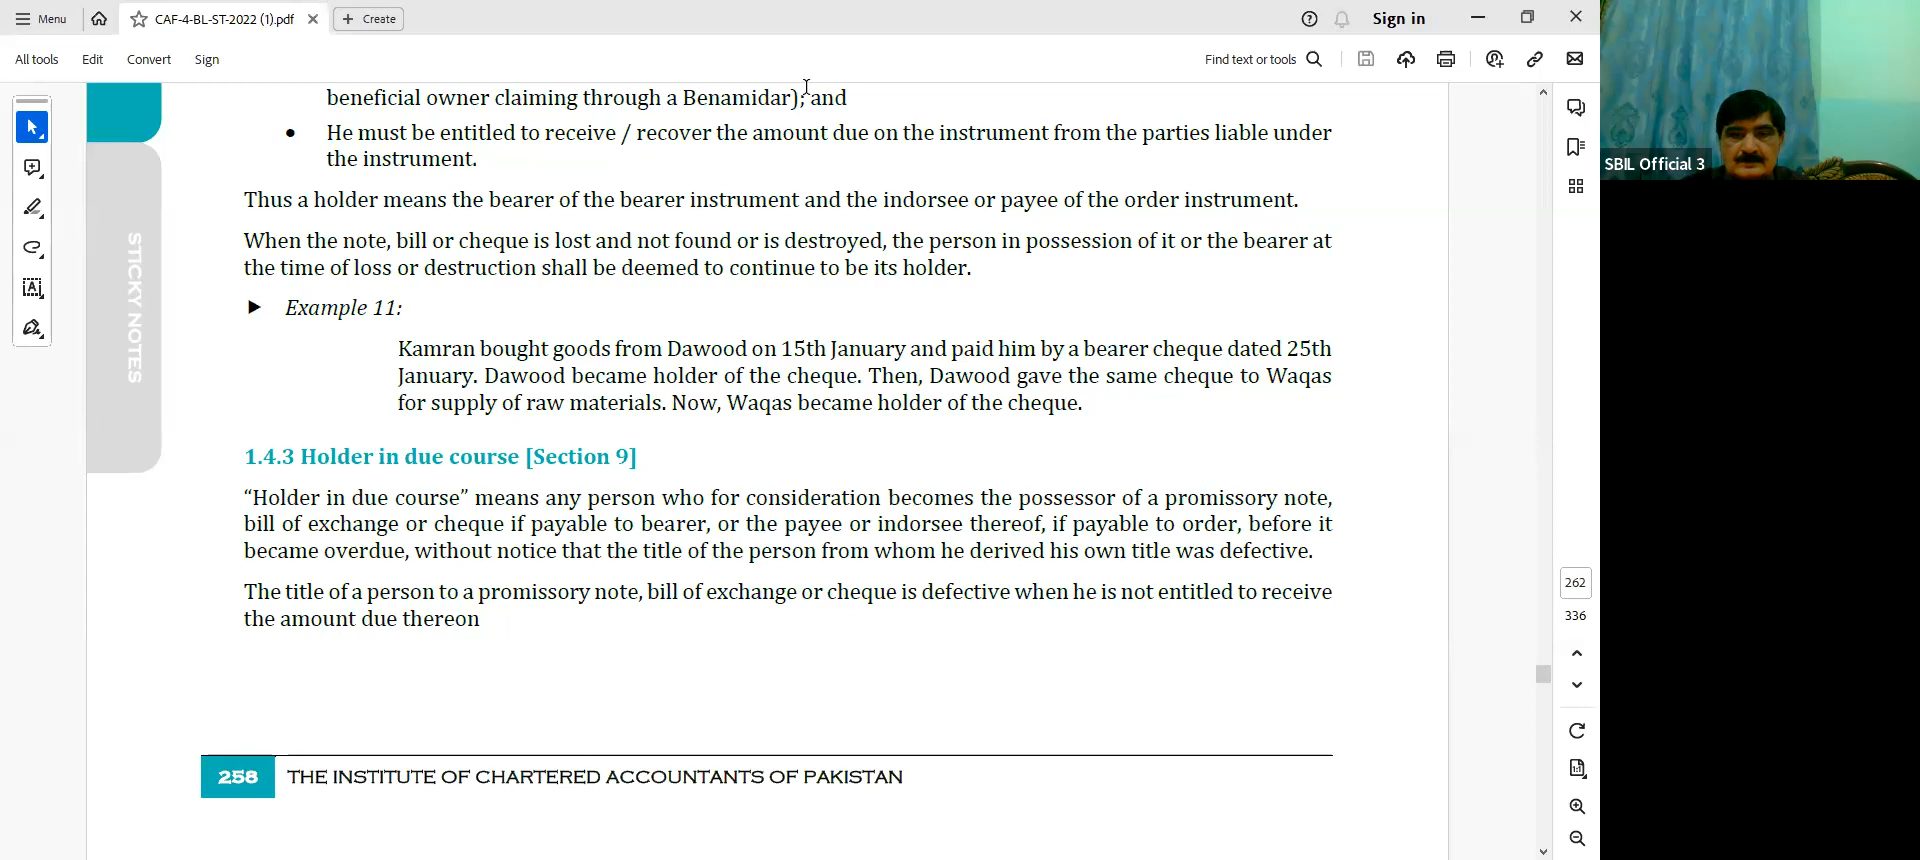 Menu
CAF-4-BL-ST-2022 (1).pdf
Create
Sign in
All tools
Edit
Convert
Sign
Find text or tools
SBIL Official 3
STICKY NOTES
beneficial owner claiming through a Benamidar); and
• He must be entitled to receive / recover the amount due on the instrument from the parties liable under
the instrument.
Thus a holder means the bearer of the bearer instrument and the indorsee or payee of the order instrument.
When the note, bill or cheque is lost and not found or is destroyed, the person in possession of it or the bearer at
the time of loss or destruction shall be deemed to continue to be its holder.
Example 11:
Kamran bought goods from Dawood on 15th January and paid him by a bearer cheque dated 25th
January. Dawood became holder of the cheque. Then, Dawood gave the same cheque to Waqas
for supply of raw materials. Now, Waqas became holder of the cheque.
1.4.3 Holder in due course [Section 9]
“Holder in due course” means any person who for consideration becomes the possessor of a promissory note,
bill of exchange or cheque if payable to bearer, or the payee or indorsee thereof, if payable to order, before it
became overdue, without notice that the title of the person from whom he derived his own title was defective.
The title of a person to a promissory note, bill of exchange or cheque is defective when he is not entitled to receive
the amount due thereon
262
336
258 THE INSTITUTE OF CHARTERED ACCOUNTANTS OF PAKISTAN